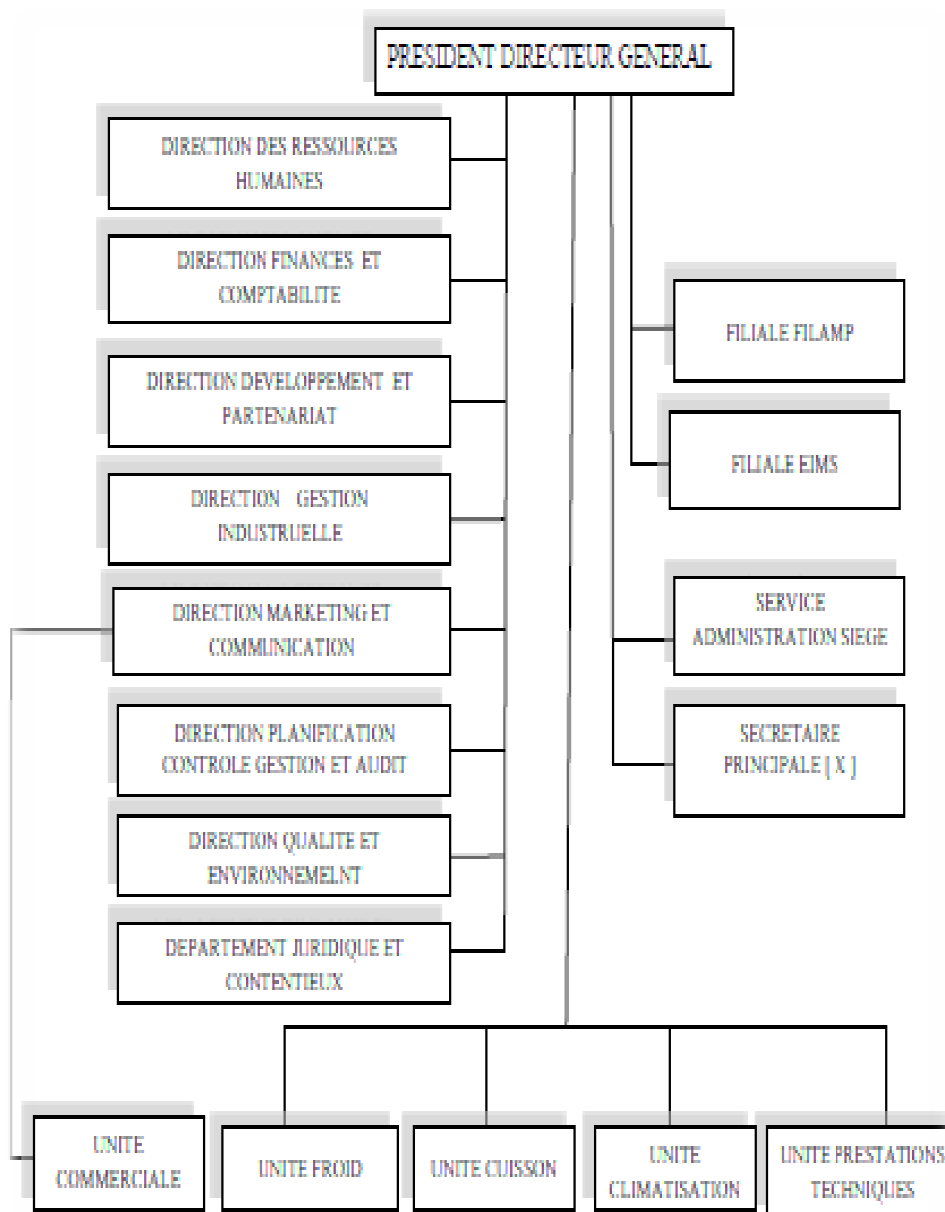 PRESIDENT DIRECTEUR GENERAL
DIRECTION DES RESSOURCES
HUMAINES
DIRECTION FINANCES ET
COMPTABILITE
DIRECTION DEVELOPPEMENT ET
PARTENARIAT
DIRECTION GESTION
INDUSTRUELLE
DIRECTION MARKETING ET
COMMUNICATION
DIRECTION PLANIFICATION
CONTROLE GESTION ET AUDIT
DIRECTION QUALITE ET
ENVIRONNEMELNT
DEPARTEMENT JURIDIQUE ET
CONTENTIEUX
FILIALE FILAMP
FILIALE EIMS
SERVICE
ADMINISTRATION SIEGE
SECRETAIRE
PRINCIPALE [ X ]
UNITE
COMMERCIALE
UNITE FROID
UNITE CUISSON
UNITE
CLIMATISATION
UNITE PRESTATIONS
TECHNIQUES